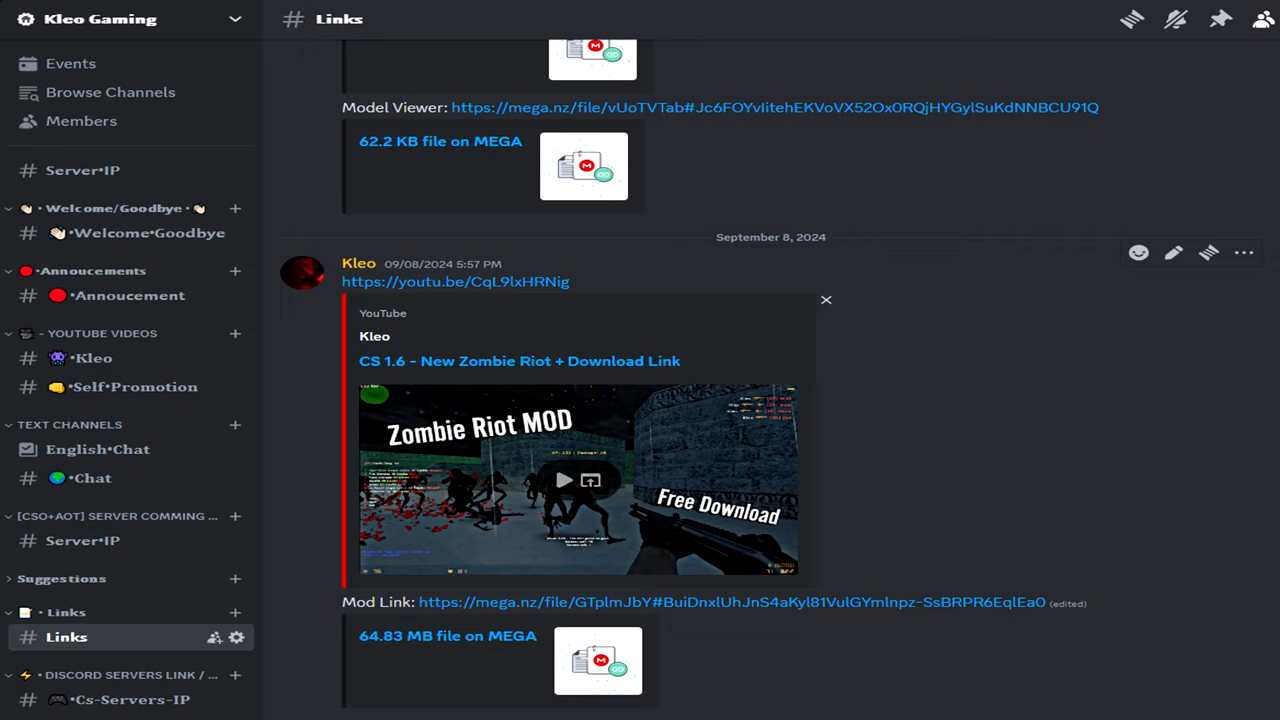 Kleo Gaming
Events
Browse Channels
Members
Server•IP
• Welcome/Goodbye •
•Welcome•Goodbye
•Annoucements
•Annoucement
- YOUTUBE VIDEOS
•Kleo
•Self•Promotion
TEXT CHANNELS
English•Chat
•Chat
[CSO+AOT] SERVER COMMING ...
Server•IP
Suggestions
• Links
Links
• DISCORD SERVERS LINK / ...
•Cs-Servers-IP
Links
Model Viewer: https://mega.nz/file/vUoTVTab#Jc6FOYvIitehEKVoVX52Ox0RQjHYGylSuKdNNBCU91Q
62.2 KB file on MEGA
September 8, 2024
Kleo 09/08/2024 5:57 PM
https://youtu.be/CqL9lxHRNig
YouTube
Kleo
CS 1.6 - New Zombie Riot + Download Link
Zombie Riot MOD
Free Download
Mod Link: https://mega.nz/file/GTplmJbY#BuiDnxlUhJnS4aKyl81VulGYmlnpz-SsBRPR6EqlEa0 (edited)
64.83 MB file on MEGA